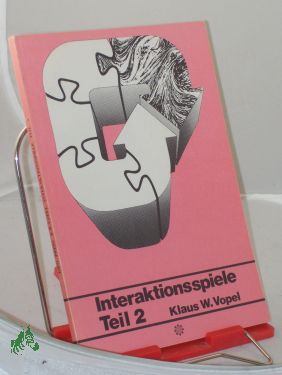 Interaktionsspiele
Teil 2
Klaus W. Vopel